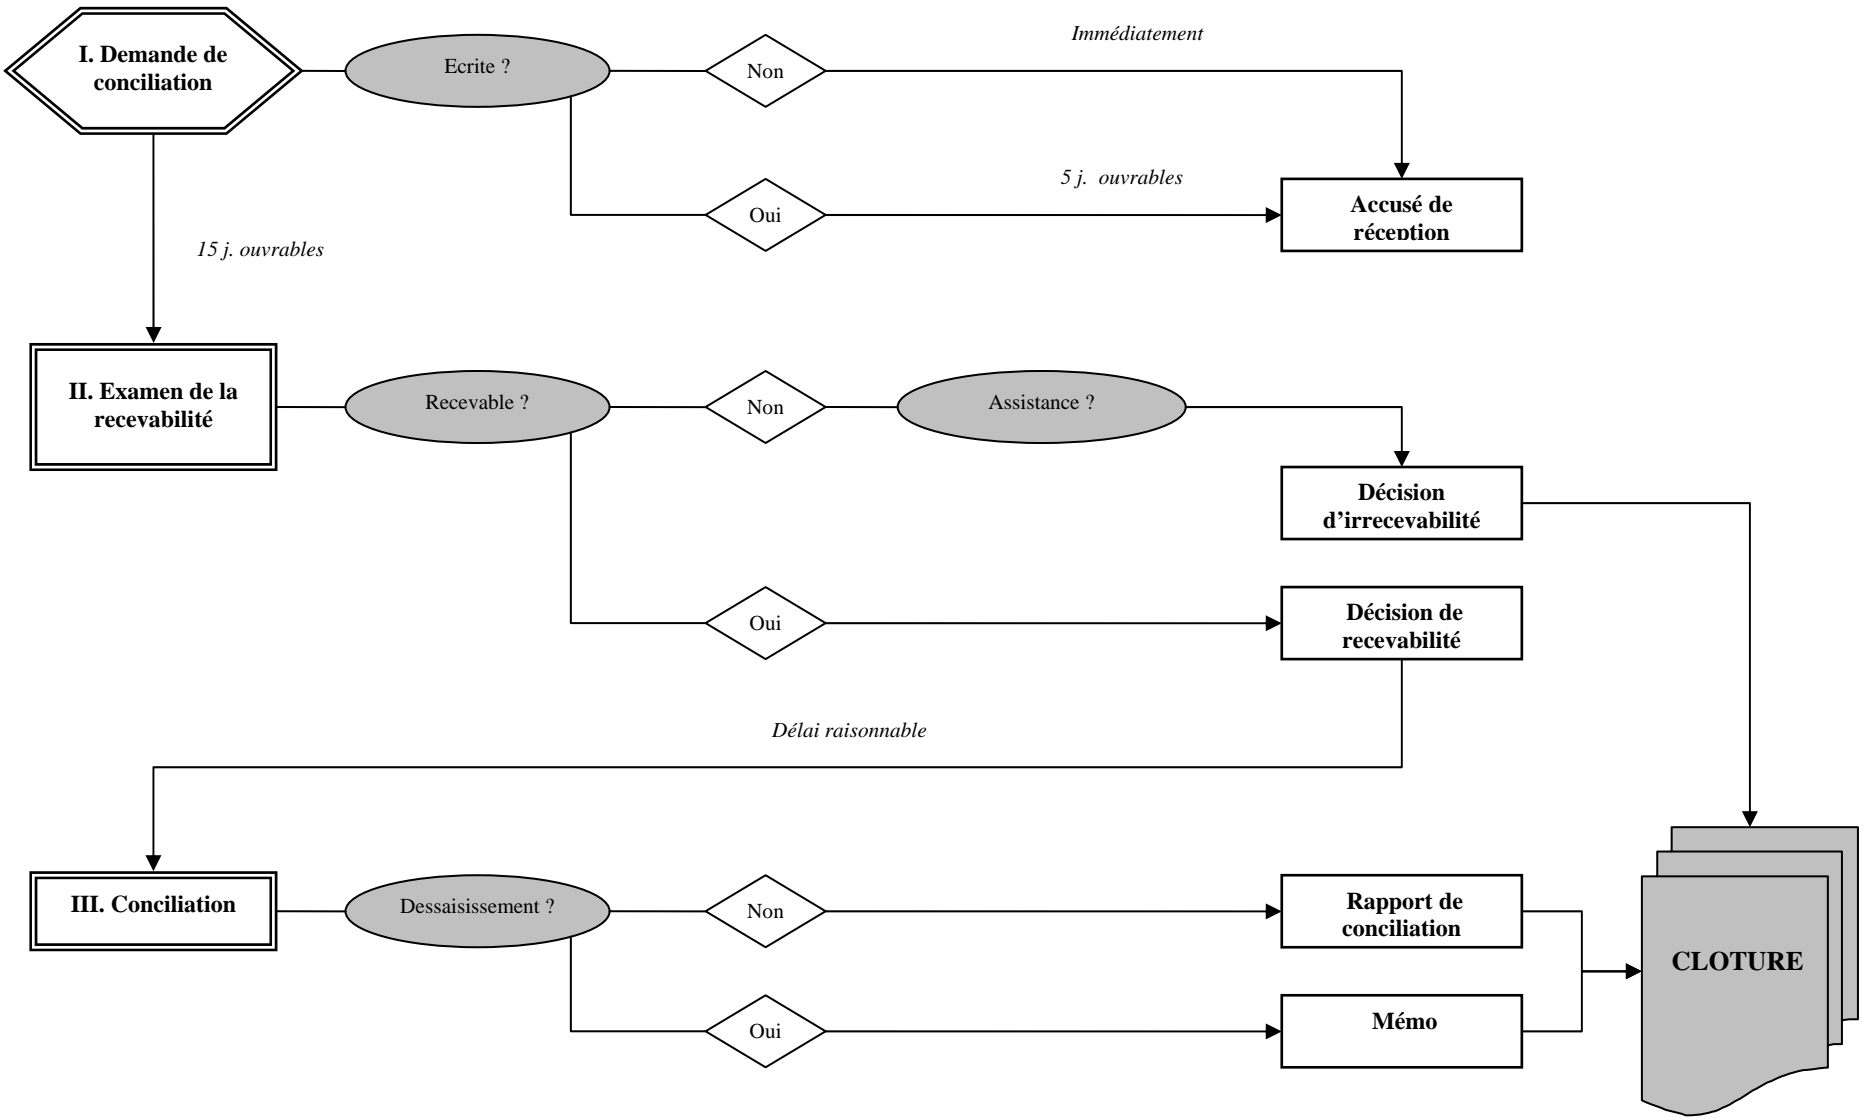 I. Demande de
conciliation
Ecrite ?
Non
Immédiatement
Oui
5 j. ouvrables
Accusé de
réception
15 j. ouvrables
II. Examen de la
recevabilité
Recevable ?
Non
Assistance ?
Décision
d’irrecevabilité
Oui
Décision de
recevabilité
Délai raisonnable
III. Conciliation
Dessaisissement ?
Non
Rapport de
conciliation
CLOTURE
Oui
Mémo